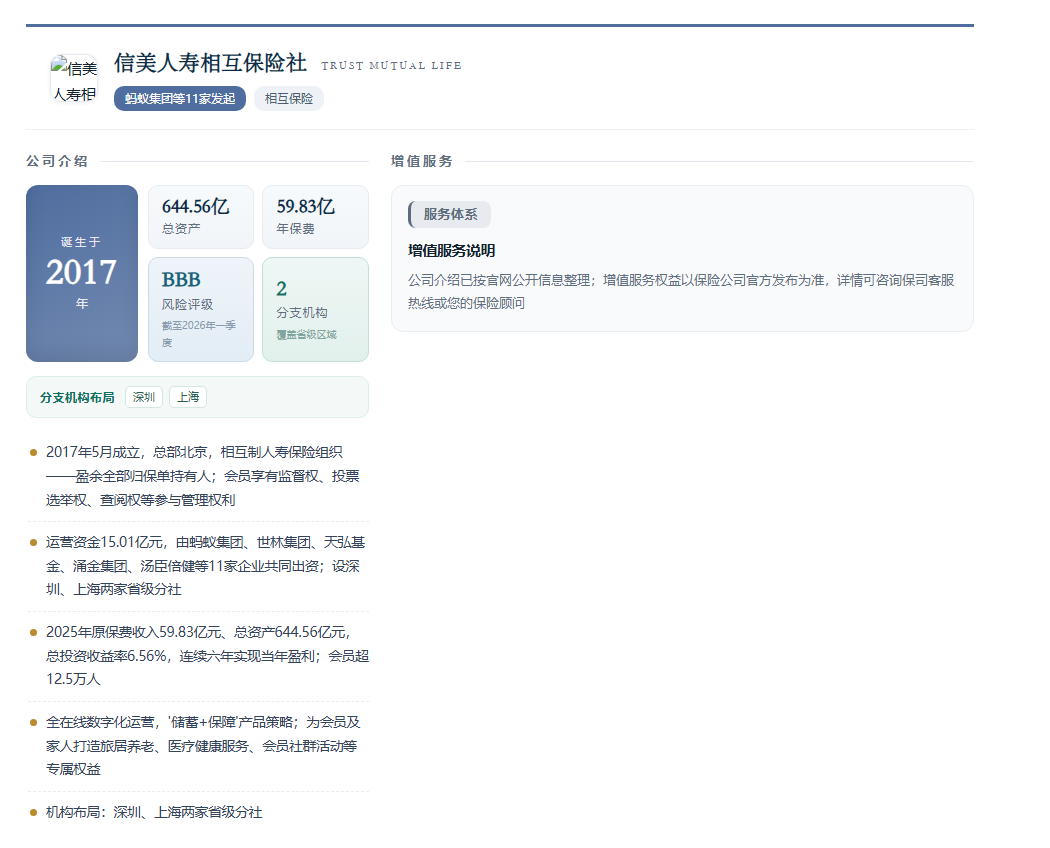 信美人寿相
信美人寿相互保险社 TRUST MUTUAL LIFE
蚂蚁集团等11家发起 相互保险
公司介绍
诞生于
2017
年
644.56亿
总资产
59.83亿
年保费
BBB
风险评级
截至2026年一季
度
2
分支机构
覆盖省级区域
分支机构布局 深圳 上海
2017年5月成立，总部北京，相互制人寿保险组织
——盈余全部归保单持有人；会员享有监督权、投票
选举权、查阅权等参与管理权利
运营资金15.01亿元，由蚂蚁集团、世林集团、天弘基
金、涌金集团、汤臣倍健等11家企业共同出资；设深
圳、上海两家省级分社
2025年原保费收入59.83亿元、总资产644.56亿元，
总投资收益率6.56%，连续六年实现当年盈利；会员超
12.5万人
全在线数字化运营，'储蓄+保障'产品策略；为会员及
家人打造旅居养老、医疗健康服务、会员社群活动等
专属权益
机构布局：深圳、上海两家省级分社
增值服务
服务体系
增值服务说明
公司介绍已按官网公开信息整理；增值服务权益以保险公司官方发布为准，详情可咨询保司客服
热线或您的保险顾问